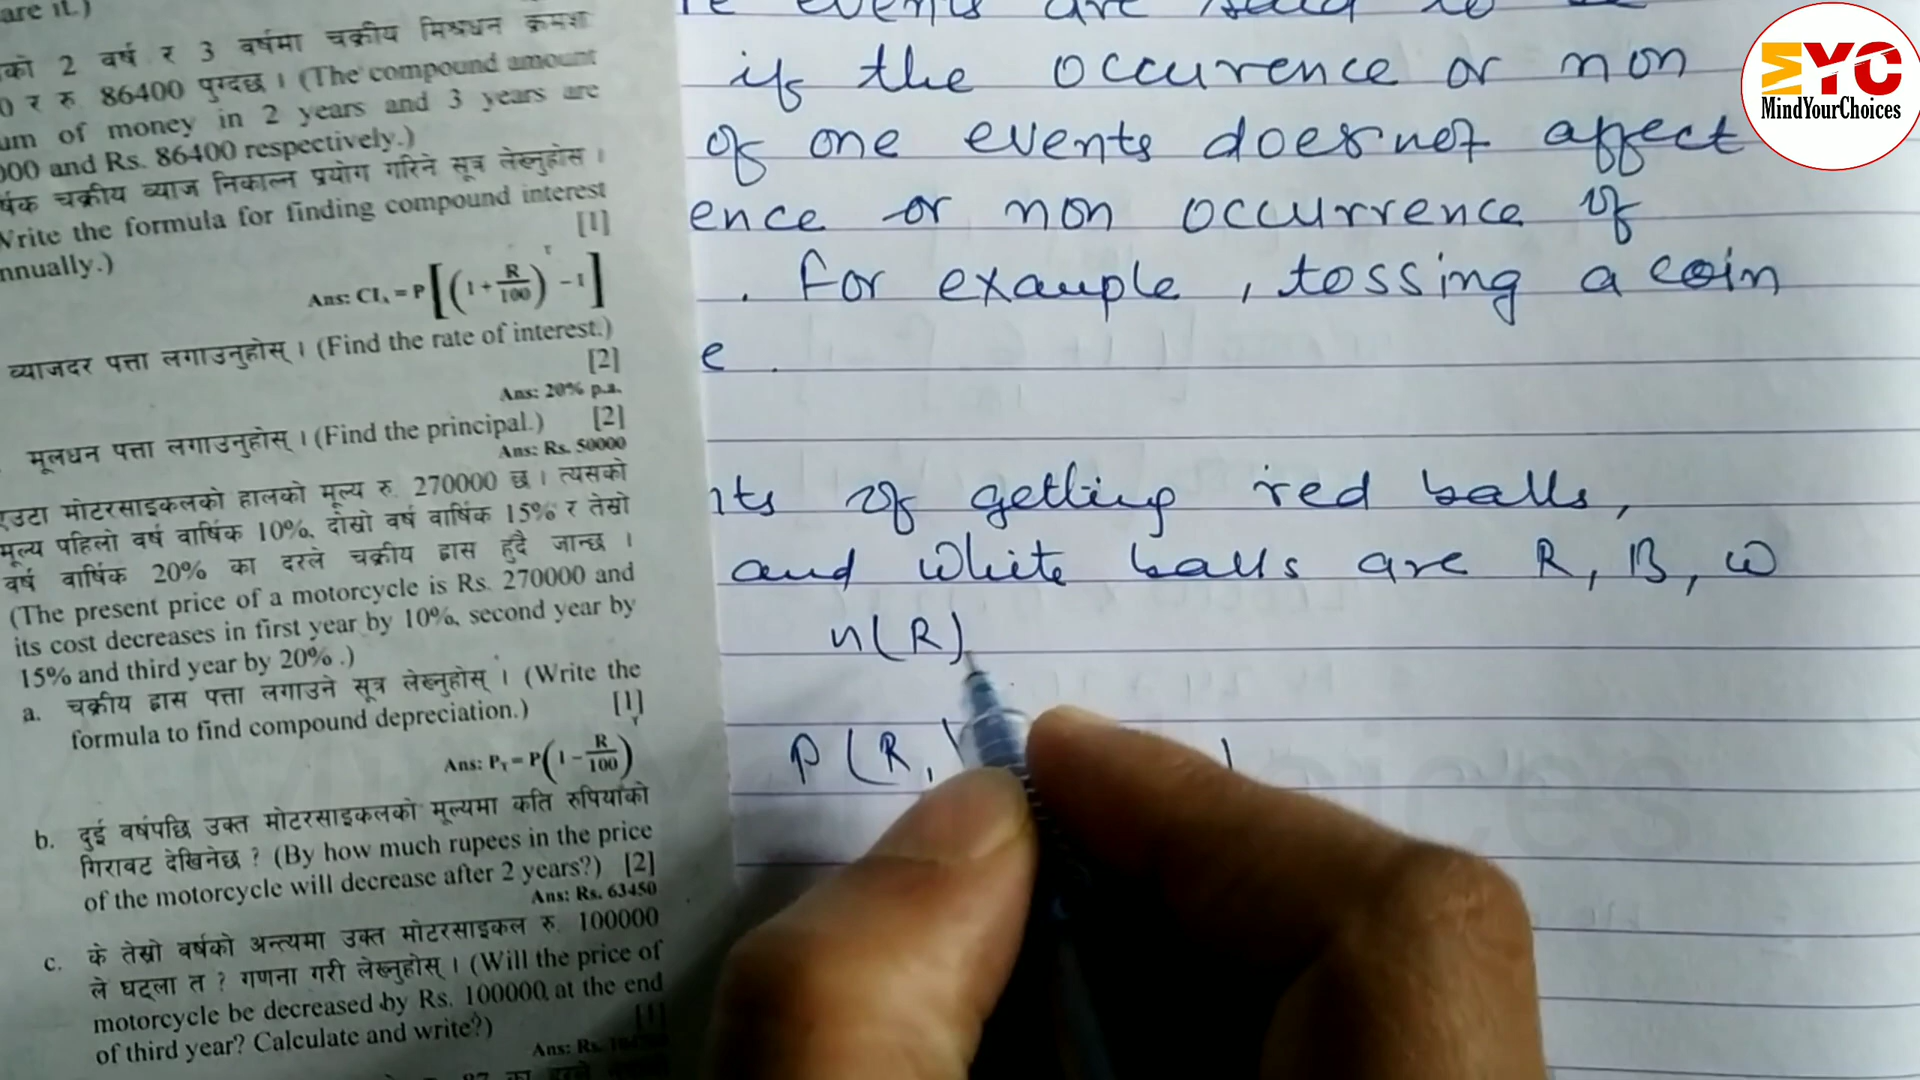 are it.)
को 2 वर्ष र 3 वर्षमा चक्रीय मिश्रधन क्रमश
0 र रु 86400 पुग्दछ । (The compound amount
um of money in 2 years and 3 years are
000 and Rs. 86400 respectively.)
र्षिक चक्रीय ब्याज निकाल्न प्रयोग गरिने सूत्र लेख्नुहोस ।
Write the formula for finding compound interest
nnually.) [1]
Ans: CI = P[(1+R/100)^T −1]
ब्याजदर पत्ता लगाउनुहोस् । (Find the rate of interest.)
[2]
Ans: 20% p.a.
मूलधन पत्ता लगाउनुहोस् । (Find the principal.) [2]
Ans: Rs. 50000
एउटा मोटरसाइकलको हालको मूल्य रु. 270000 छ । त्यसको
मूल्य पहिलो वर्ष वार्षिक 10%, दोस्रो वर्ष वार्षिक 15% र तेस्रो
वर्ष वार्षिक 20% का दरले चक्रीय ह्रास हुदै जान्छ ।
(The present price of a motorcycle is Rs. 270000 and
its cost decreases in first year by 10%, second year by
15% and third year by 20% .)
a. चक्रीय ह्रास पत्ता लगाउने सूत्र लेख्नुहोस् । (Write the
formula to find compound depreciation.) [1]
Ans: P_T = P(1−R/100)^T
b. दुई वर्षपछि उक्त मोटरसाइकलको मूल्यमा कति रुपियाँको
गिरावट देखिनेछ ? (By how much rupees in the price
of the motorcycle will decrease after 2 years?) [2]
Ans: Rs. 63450
c. के तेस्रो वर्षको अन्त्यमा उक्त मोटरसाइकल रु. 100000
ले घट्ला त ? गणना गरी लेख्नुहोस् । (Will the price of
motorcycle be decreased by Rs. 100000 at the end
of third year? Calculate and write?) [1]
Ans: Rs.
events are said to be
if the occurence or non
of one events doesnot affect
ence or non occurrence of
. For example , tossing a coin
e .
nts of getting red balls,
and white balls are R, B, W
n(R)
P(R,
MYC
MindYourChoices